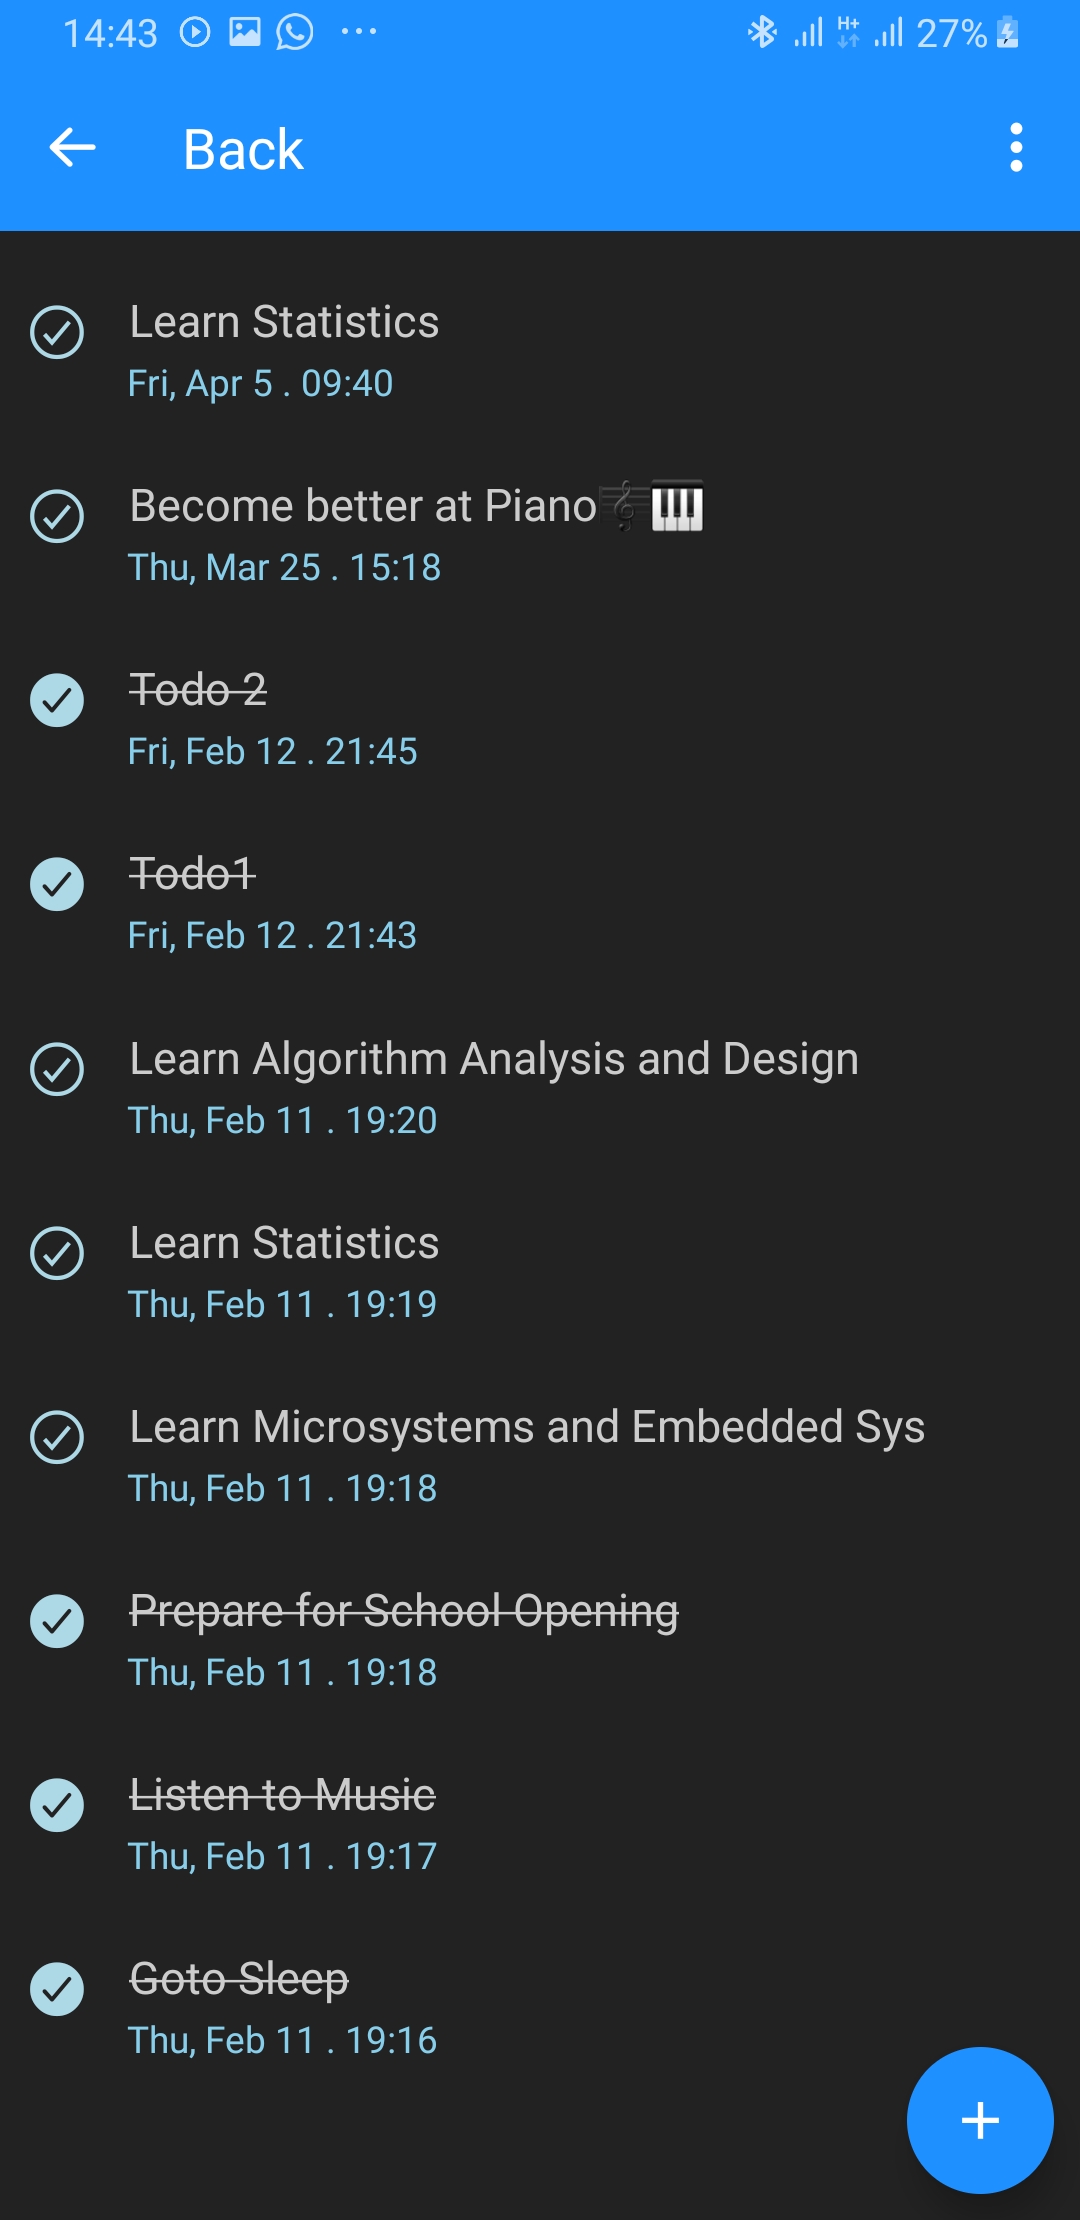 14:43 H+ 27%
Back
Learn Statistics
Fri, Apr 5 . 09:40
Become better at Piano🎼🎹
Thu, Mar 25 . 15:18
Todo 2
Fri, Feb 12 . 21:45
Todo1
Fri, Feb 12 . 21:43
Learn Algorithm Analysis and Design
Thu, Feb 11 . 19:20
Learn Statistics
Thu, Feb 11 . 19:19
Learn Microsystems and Embedded Sys
Thu, Feb 11 . 19:18
Prepare for School Opening
Thu, Feb 11 . 19:18
Listen to Music
Thu, Feb 11 . 19:17
Goto Sleep
Thu, Feb 11 . 19:16